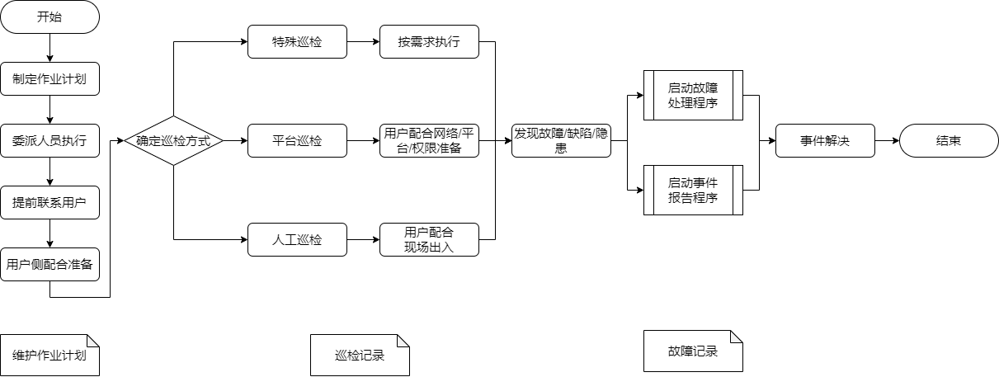 开始
制定作业计划
委派人员执行
提前联系用户
用户侧配合准备
确定巡检方式
特殊巡检
按需求执行
平台巡检
用户配合网络/平
台/权限准备
人工巡检
用户配合
现场出入
发现故障/缺陷/隐
患
启动故障
处理程序
启动事件
报告程序
事件解决
结束
维护作业计划
巡检记录
故障记录